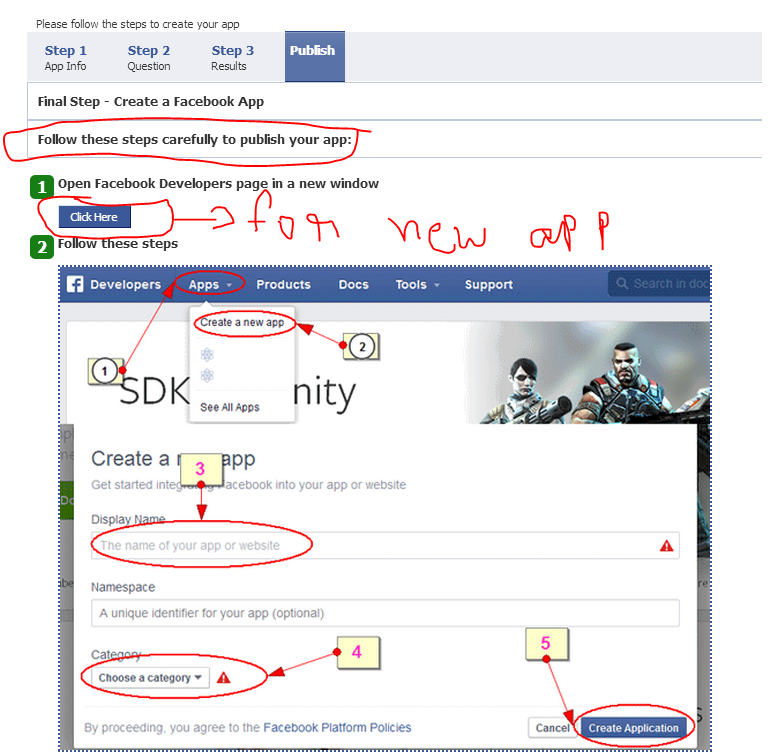 Please follow the steps to create your app
Step 1 Step 2 Step 3 Publish
App Info Question Results
Final Step - Create a Facebook App
Follow these steps carefully to publish your app:
1 Open Facebook Developers page in a new window
Click Here for new app
2 Follow these steps
Developers Apps Products Docs Tools Support Search in doc
Create a new app
2
1
SDK nity
See All Apps
Create a app
3
Get started Facebook into your app or website
Display Name
The name of your app or website
Namespace
A unique identifier for your app (optional)
Category
4
5
Choose a category
By proceeding, you agree to the Facebook Platform Policies Cancel Create Application